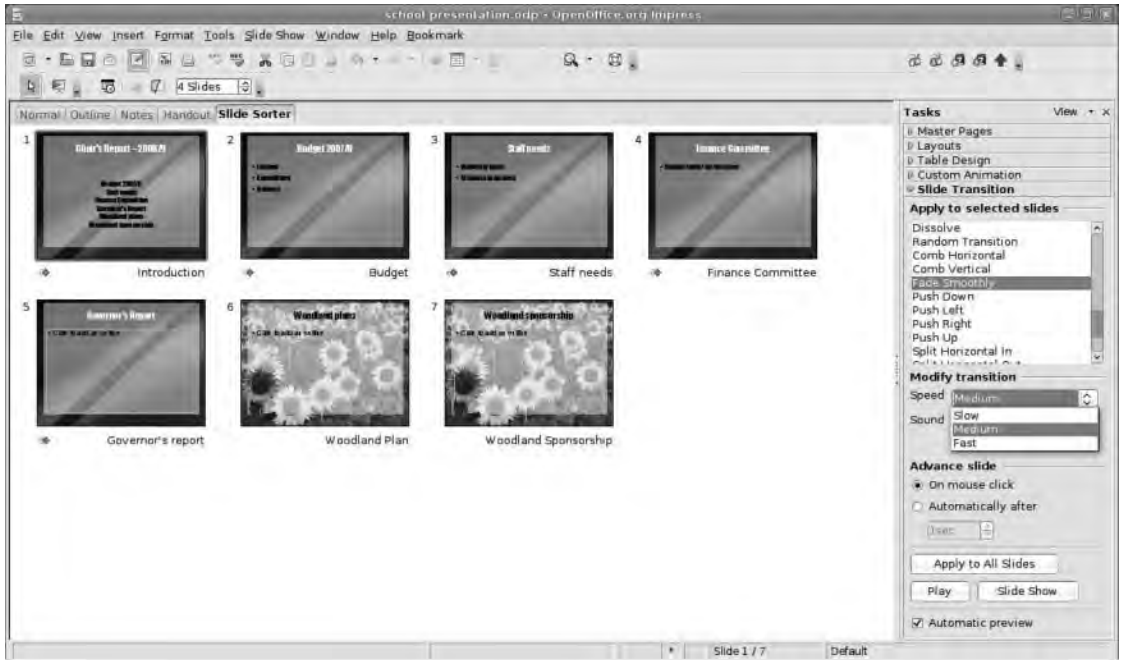 school presentation.odp - OpenOffice.org Impress
File Edit View Insert Format Tools Slide Show Window Help Bookmark
4 Slides
Normal Outline Notes Handout Slide Sorter
Tasks View
Master Pages
Layouts
Table Design
Custom Animation
Slide Transition
Apply to selected slides
Dissolve
Random Transition
Comb Horizontal
Comb Vertical
Fade Smoothly
Push Down
Push Left
Push Right
Push Up
Split Horizontal In
Split Horizontal Out
Modify transition
Speed Medium
Sound
Slow
Medium
Fast
Advance slide
On mouse click
Automatically after
1sec
Apply to All Slides
Play Slide Show
Automatic preview
1 2 3 4
Chair's Report
Staff needs
Finance Committee
Introduction Budget Staff needs Finance Committee
5 6 7
Governor's Report Woodland plans Woodland sponsorship
Governor's report Woodland Plan Woodland Sponsorship
Slide 1 / 7 Default